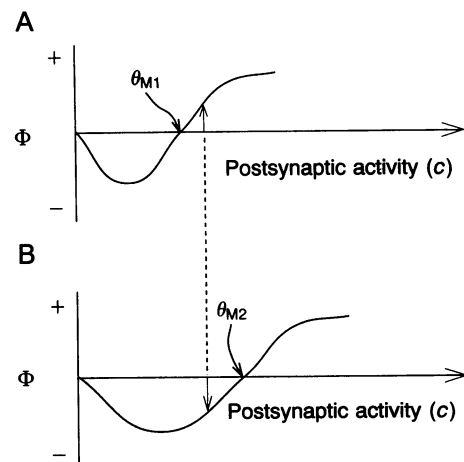 A
+
θM1
Φ
Postsynaptic activity (c)
−
B
+
θM2
Φ
Postsynaptic activity (c)
−